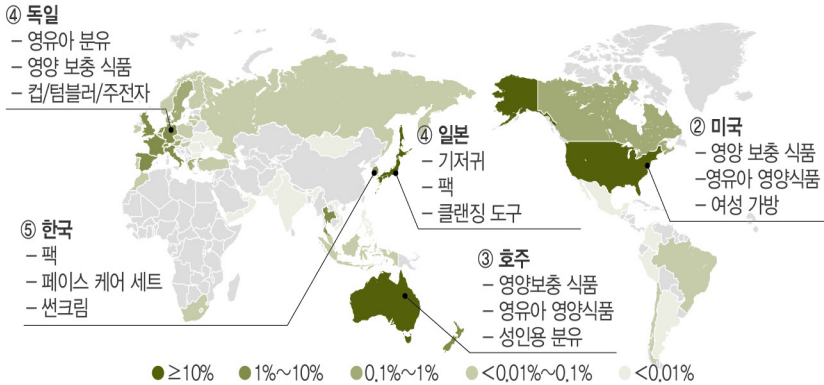 ④ 독일
– 영유아 분유
– 영양 보충 식품
– 컵/텀블러/주전자
② 미국
– 영양 보충 식품
–영유아 영양식품
– 여성 가방
④ 일본
– 기저귀
– 팩
– 클랜징 도구
⑤ 한국
– 팩
– 페이스 케어 세트
– 썬크림
③ 호주
– 영양보충 식품
– 영유아 영양식품
– 성인용 분유
≥10% 1%~10% 0.1%~1% <0.01%~0.1% <0.01%